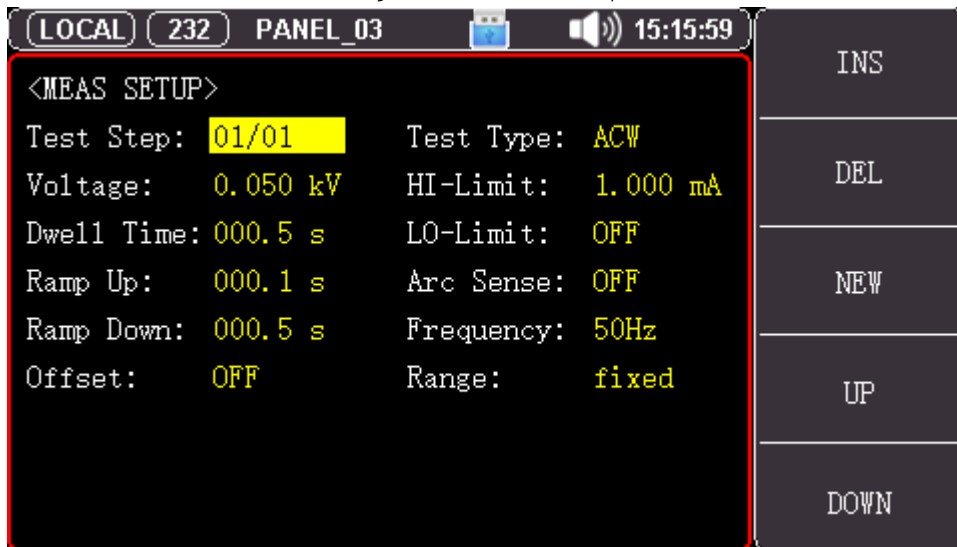 LOCAL 232 PANEL_03 15:15:59
<MEAS SETUP>
Test Step: 01/01 Test Type: ACW
Voltage: 0.050 kV HI-Limit: 1.000 mA
Dwell Time: 000.5 s LO-Limit: OFF
Ramp Up: 000.1 s Arc Sense: OFF
Ramp Down: 000.5 s Frequency: 50Hz
Offset: OFF Range: fixed
INS
DEL
NEW
UP
DOWN